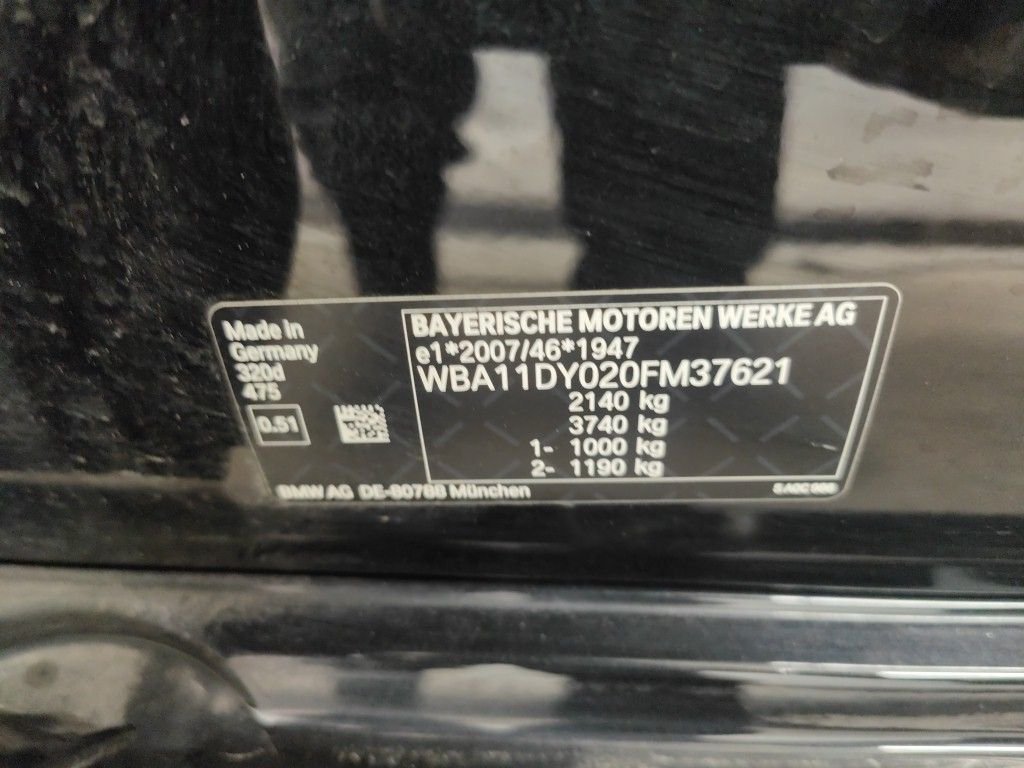 Made in
Germany
320d
475
0.51
BAYERISCHE MOTOREN WERKE AG
e1*2007/46*1947
WBA11DY020FM37621
2140 kg
3740 kg
1- 1000 kg
2- 1190 kg
BMW AG DE-80788 München